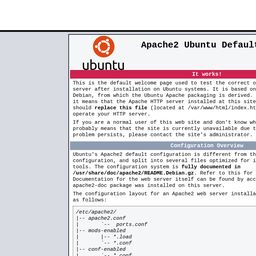 ubuntu
Apache2 Ubuntu Default
It works!
This is the default welcome page used to test the correct o
server after installation on Ubuntu systems. It is based on
Debian, from which the Ubuntu Apache packaging is derived.
it means that the Apache HTTP server installed at this site
should replace this file (located at /var/www/html/index.ht
operate your HTTP server.
If you are a normal user of this web site and don't know wh
probably means that the site is currently unavailable due t
problem persists, please contact the site's administrator.
Configuration Overview
Ubuntu's Apache2 default configuration is different from th
configuration, and split into several files optimized for i
tools. The configuration system is fully documented in
/usr/share/doc/apache2/README.Debian.gz. Refer to this for
Documentation for the web server itself can be found by acc
apache2-doc package was installed on this server.
The configuration layout for an Apache2 web server installa
as follows:
/etc/apache2/
|-- apache2.conf
| `-- ports.conf
|-- mods-enabled
| |-- *.load
| `-- *.conf
|-- conf-enabled
| `-- *.conf